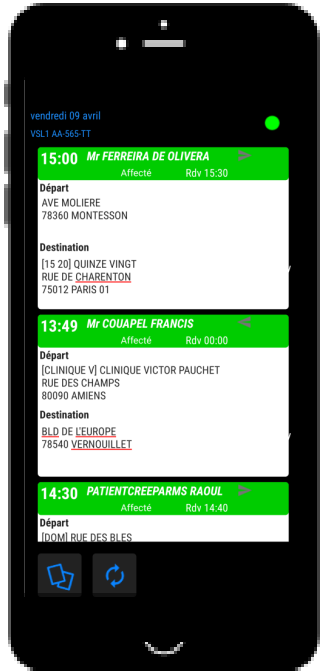 vendredi 09 avril
VSL1 AA-565-TT
15:00 Mr FERREIRA DE OLIVERA
Affecté Rdv 15:30
Départ
AVE MOLIERE
78360 MONTESSON
Destination
[15 20] QUINZE VINGT
RUE DE CHARENTON
75012 PARIS 01
13:49 Mr COUAPEL FRANCIS
Affecté Rdv 00:00
Départ
[CLINIQUE V] CLINIQUE VICTOR PAUCHET
RUE DES CHAMPS
80090 AMIENS
Destination
BLD DE L'EUROPE
78540 VERNOUILLET
14:30 PATIENTCREEPARMS RAOUL
Affecté Rdv 14:40
Départ
[DOM] RUE DES BLES